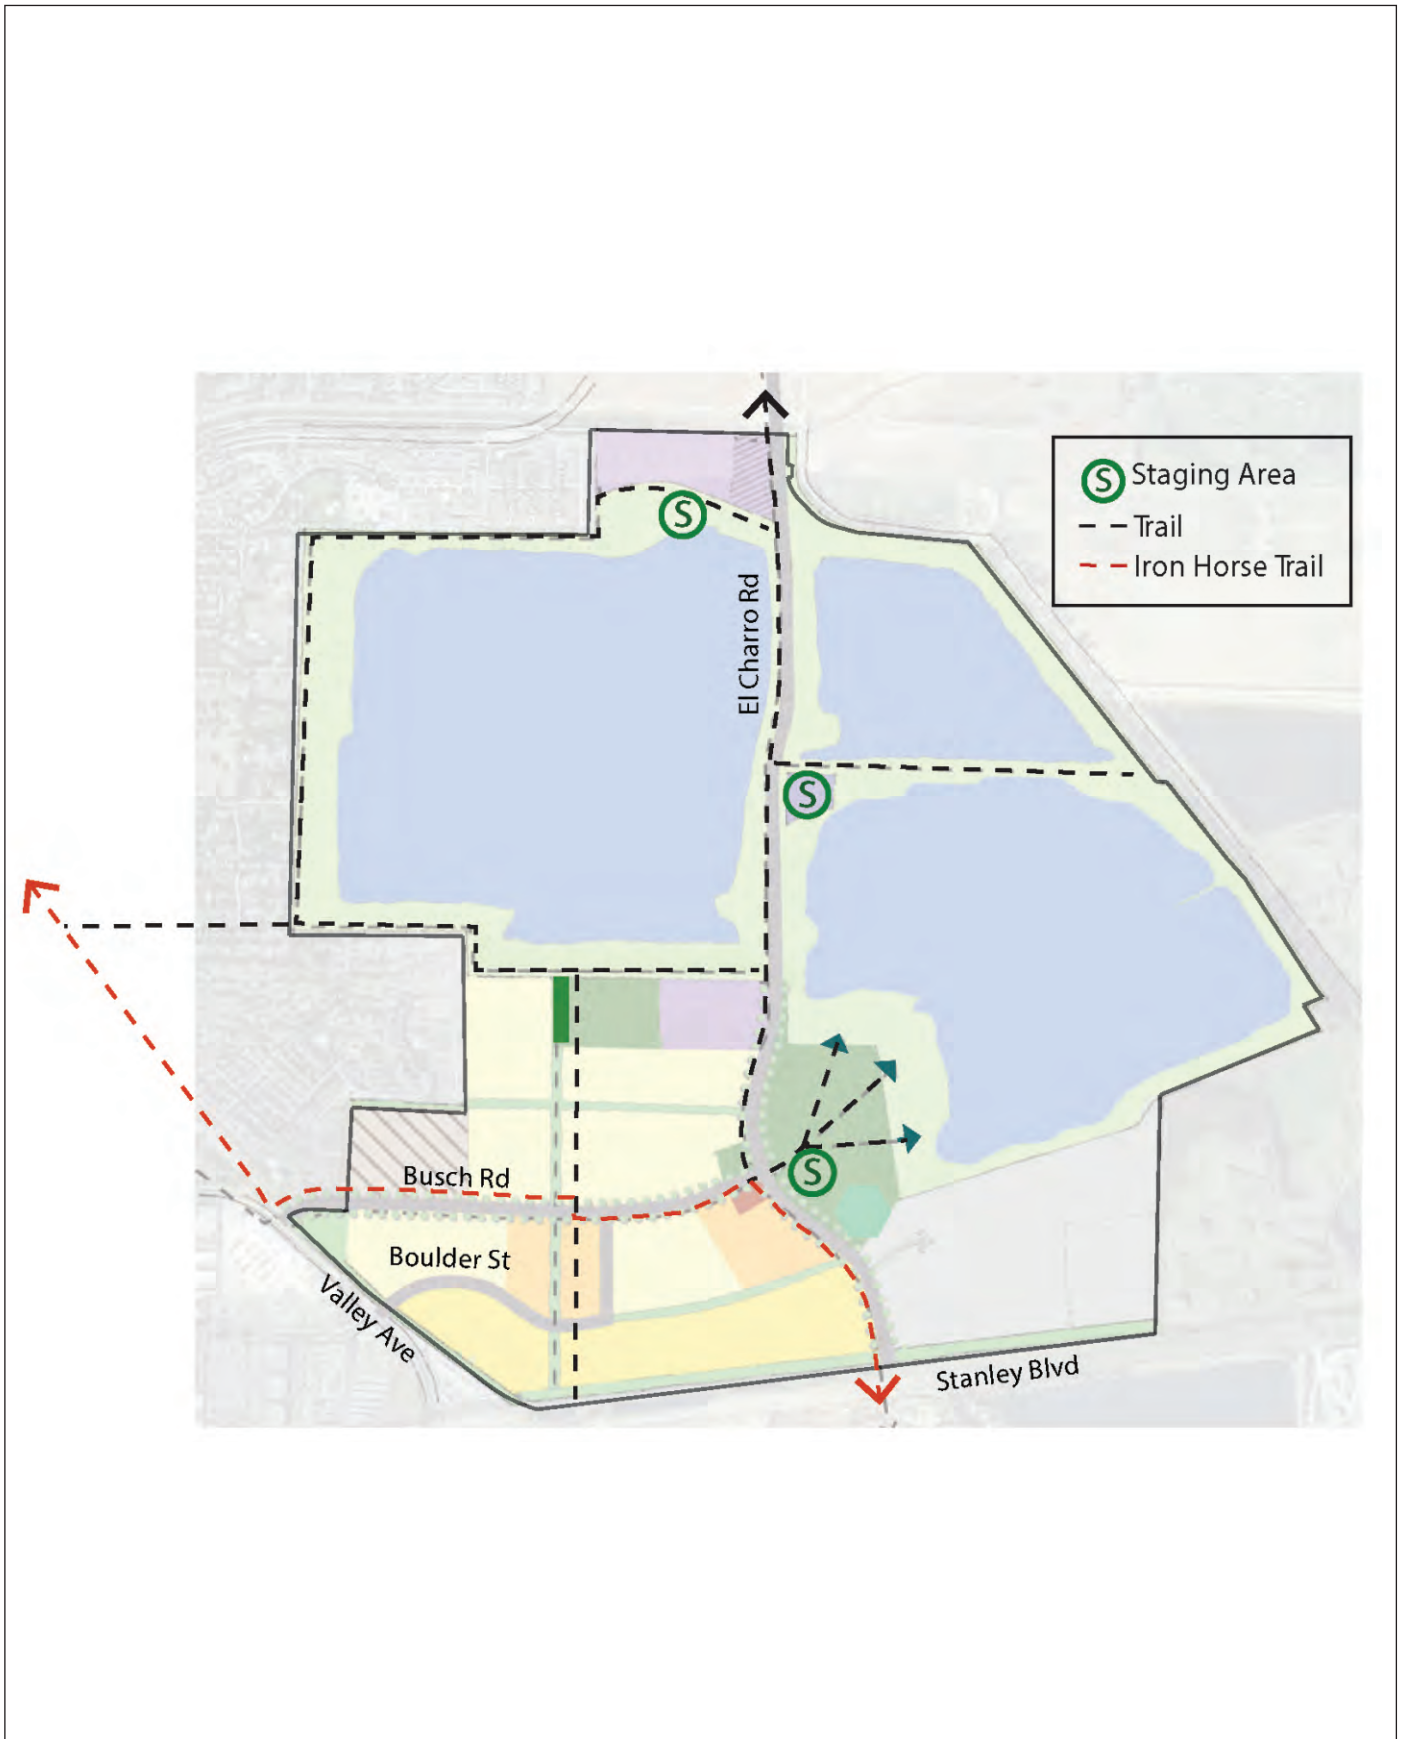 S Staging Area
Trail
Iron Horse Trail
S
El Charro Rd
S
Busch Rd
S
Boulder St
Valley Ave
Stanley Blvd